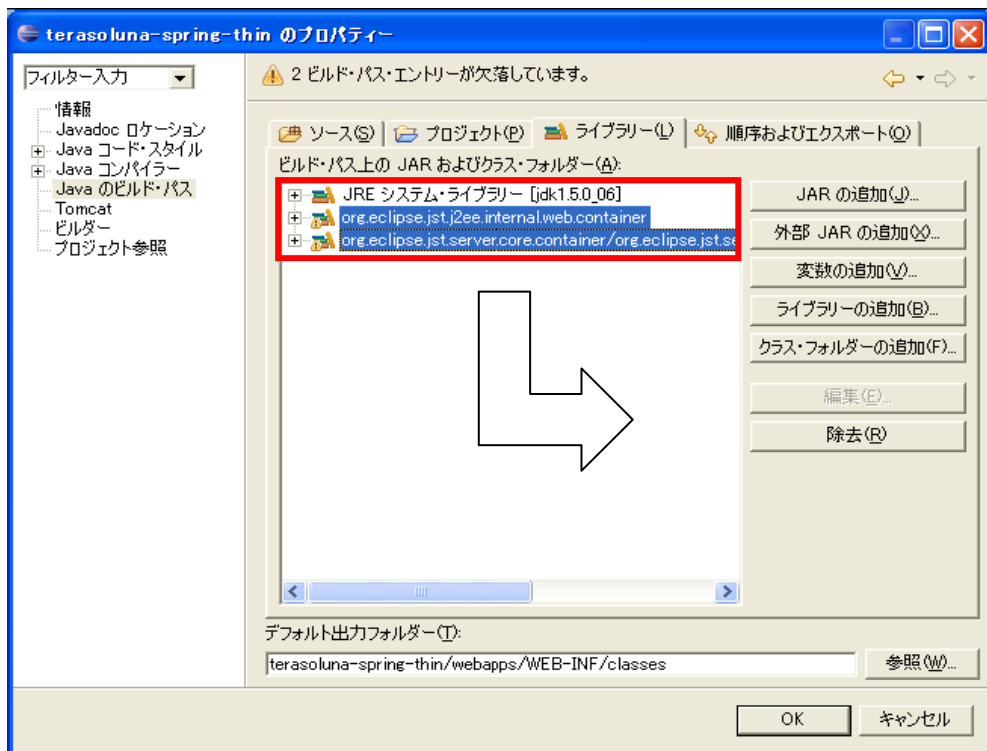 terasoluna-spring-thin のプロパティー
フィルター入力
情報
Javadoc ロケーション
Java コード・スタイル
Java コンパイラー
Java のビルド・パス
Tomcat
ビルダー
プロジェクト参照
2 ビルド・パス・エントリーが欠落しています。
ソース(S) プロジェクト(P) ライブラリー(L) 順序およびエクスポート(O)
ビルド・パス上の JAR およびクラス・フォルダー(A):
JRE システム・ライブラリー [jdk1.5.0_06]
org.eclipse.jst.j2ee.internal.web.container
org.eclipse.jst.server.core.container/org.eclipse.jst.se
JAR の追加(J)...
外部 JAR の追加(X)...
変数の追加(V)...
ライブラリーの追加(B)...
クラス・フォルダーの追加(F)...
編集(E)...
除去(R)
デフォルト出力フォルダー(T):
terasoluna-spring-thin/webapps/WEB-INF/classes
参照(W)...
OK
キャンセル